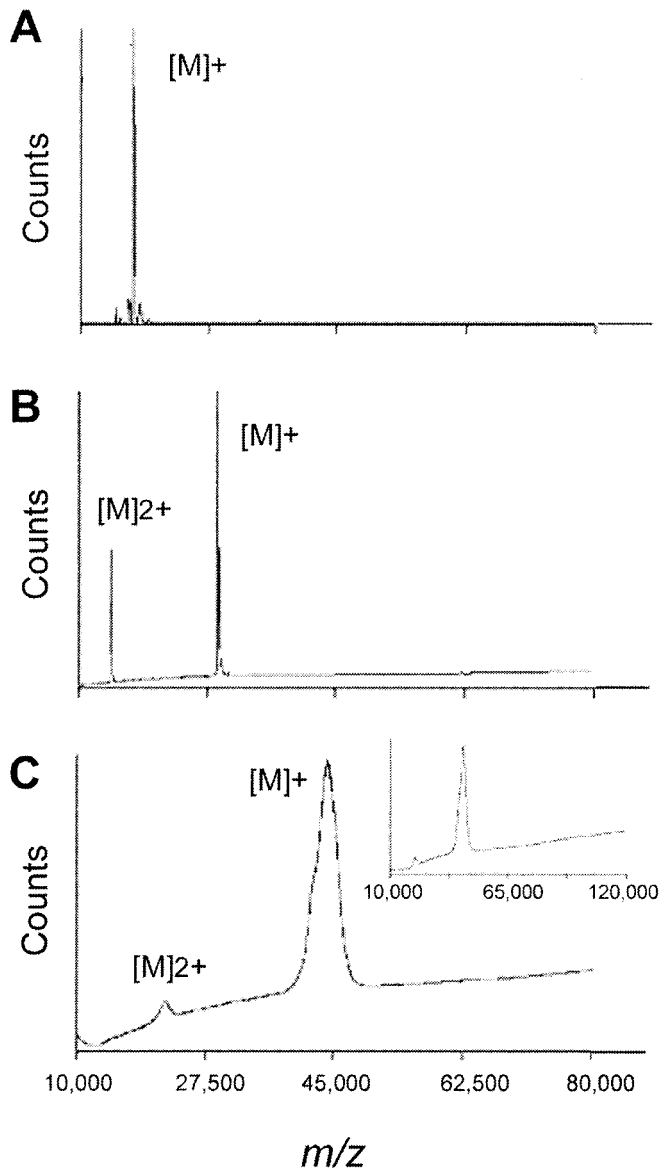 A
[M]+
Counts
B
[M]+
[M]2+
Counts
C
[M]+
[M]2+
Counts
10,000 65,000 120,000
10,000 27,500 45,000 62,500 80,000
m/z